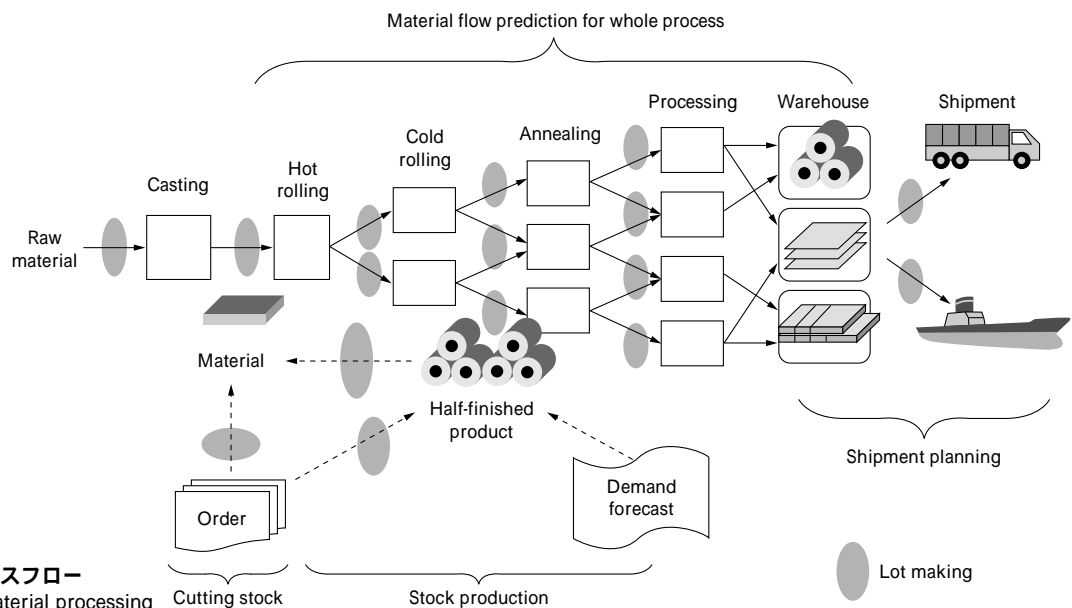 Material flow prediction for whole process
Processing
Warehouse
Shipment
Annealing
Cold
rolling
Hot
rolling
Casting
Raw
material
Material
Half-finished
product
Shipment planning
Demand
forecast
Order
スフロー
aterial processing
Cutting stock
Stock production
Lot making